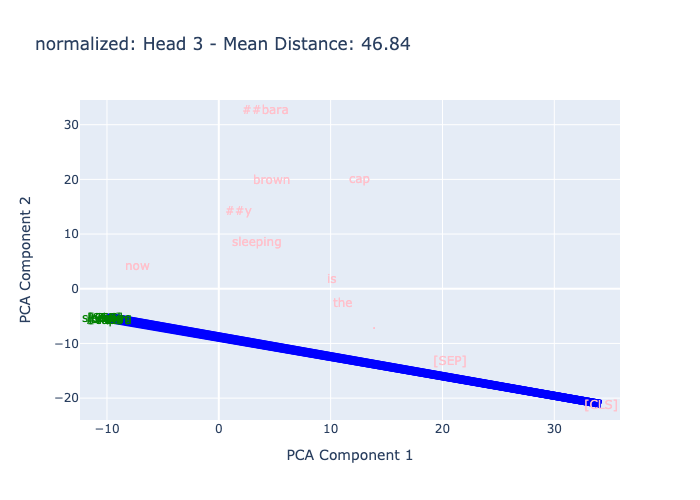 normalized: Head 3 - Mean Distance: 46.84
##bara
30
brown
cap
20
##y
10
sleeping
now
is
0
the
.
−10
[SEP]
−20
[CLS]
−10
0
10
20
30
PCA Component 1
PCA Component 2